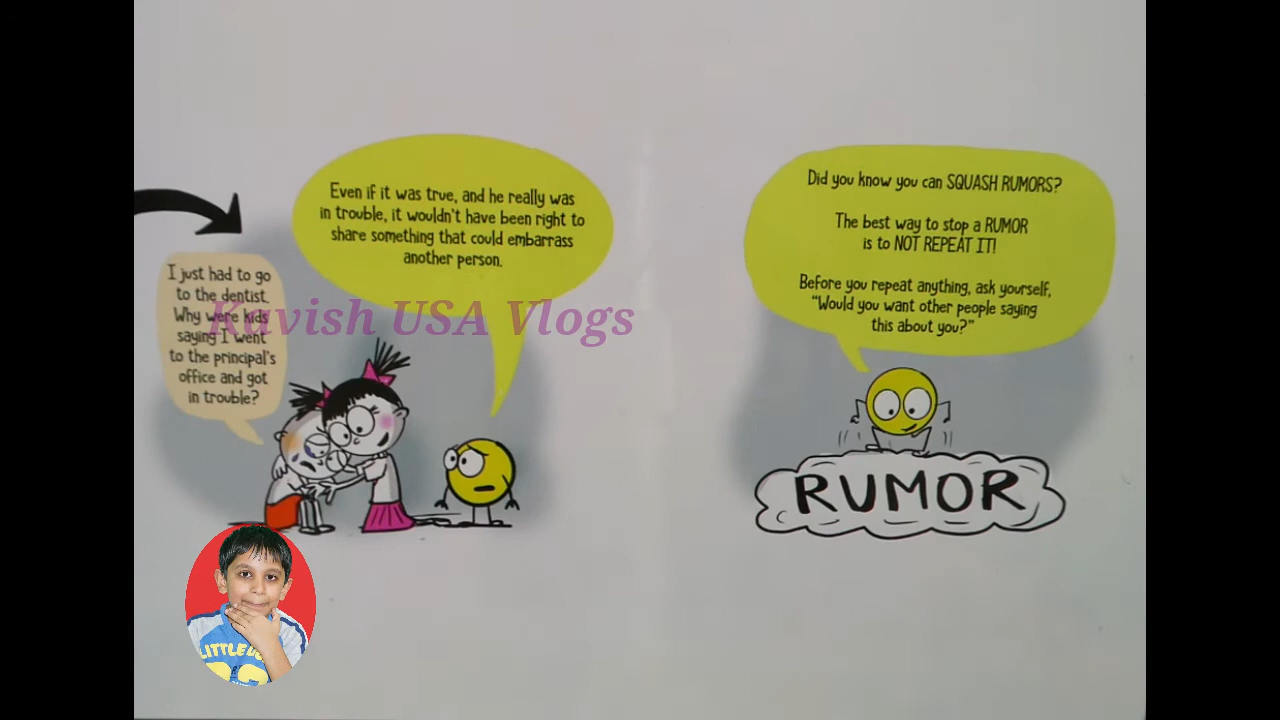 Even if it was true, and he really was
in trouble, it wouldn't have been right to
share something that could embarrass
another person.
I just had to go
to the dentist.
Why were kids
saying I went
to the principal's
office and got
in trouble?
Kavish USA Vlogs
Did you know you can SQUASH RUMORS?
The best way to stop a RUMOR
is to NOT REPEAT IT!
Before you repeat anything, ask yourself,
"Would you want other people saying
this about you?"
RUMOR
LITTLE